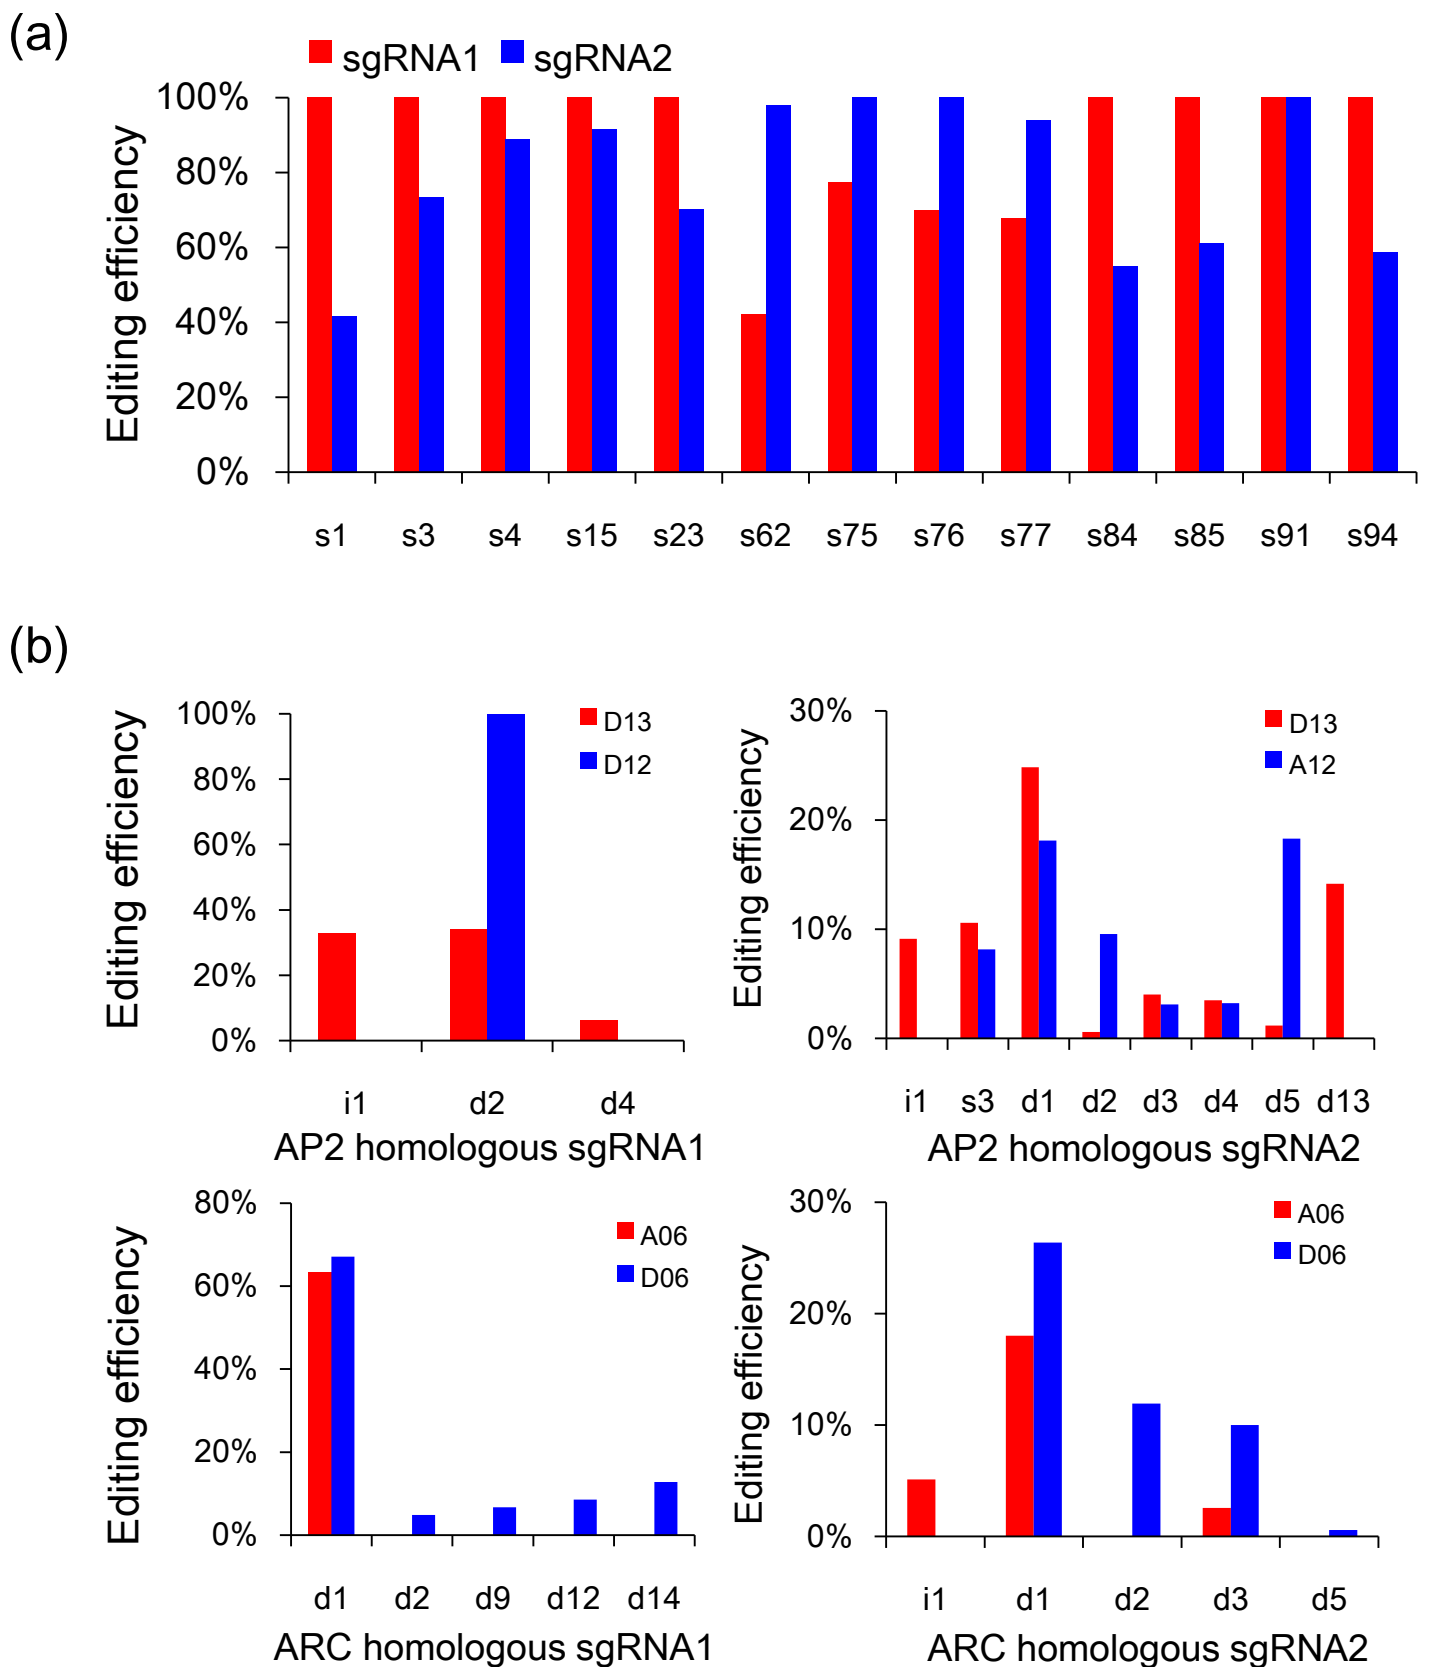 (a)
sgRNA1 sgRNA2
Editing efficiency
100%
80%
60%
40%
20%
0%
s1 s3 s4 s15 s23 s62 s75 s76 s77 s84 s85 s91 s94
(b)
Editing efficiency
100%
80%
60%
40%
20%
0%
D13
D12
i1 d2 d4
AP2 homologous sgRNA1
Editing efficiency
30%
20%
10%
0%
D13
A12
i1 s3 d1 d2 d3 d4 d5 d13
AP2 homologous sgRNA2
Editing efficiency
80%
60%
40%
20%
0%
A06
D06
d1 d2 d9 d12 d14
ARC homologous sgRNA1
Editing efficiency
30%
20%
10%
0%
A06
D06
i1 d1 d2 d3 d5
ARC homologous sgRNA2